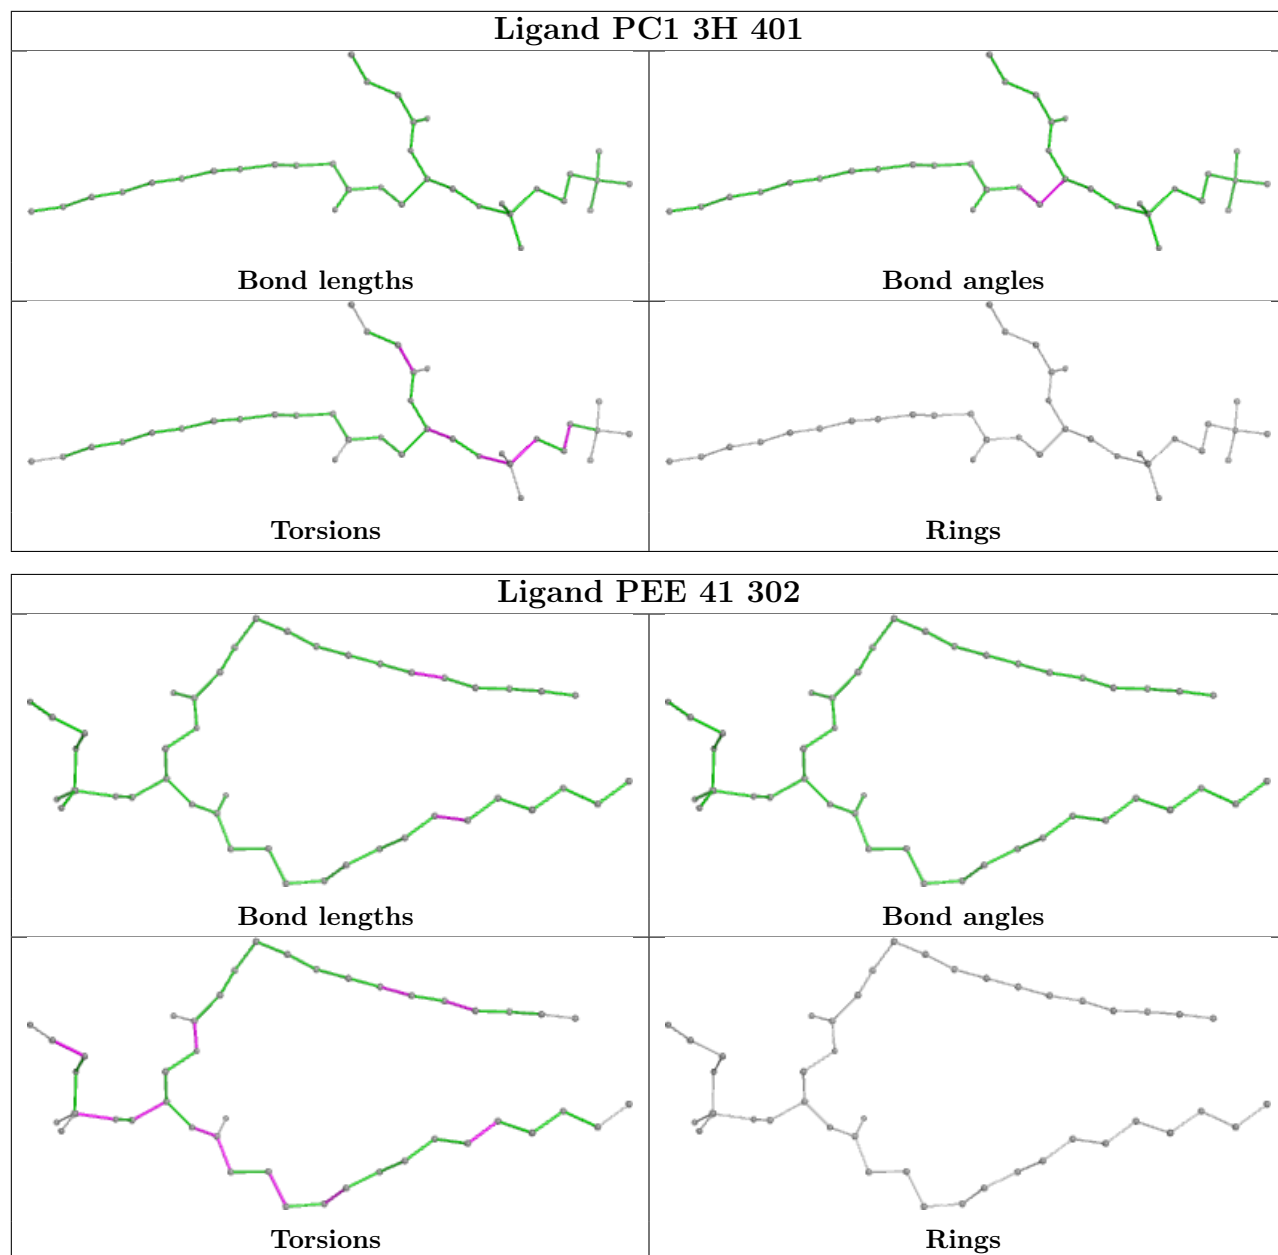 Ligand PC1 3H 401
Bond lengths
Bond angles
Torsions
Rings
Ligand PEE 41 302
Bond lengths
Bond angles
Torsions
Rings